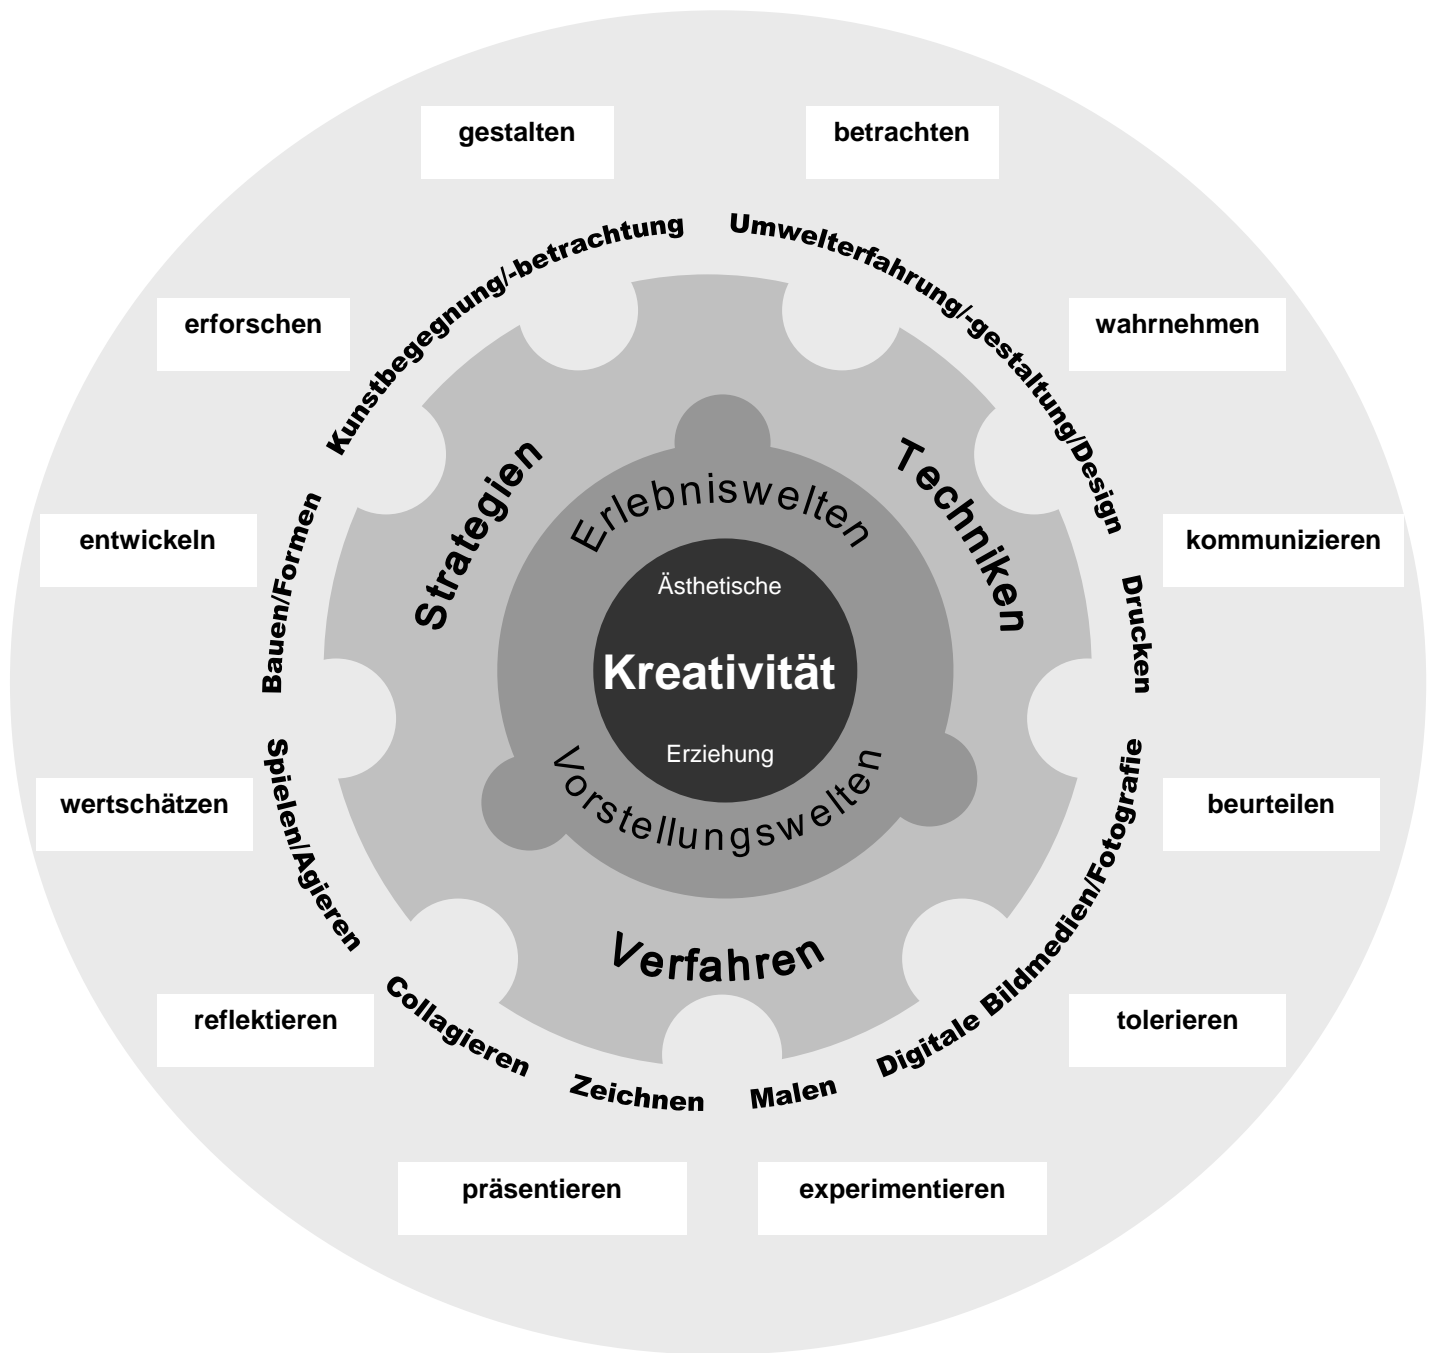 gestalten
betrachten
erforschen
wahrnehmen
entwickeln
kommunizieren
wertschätzen
beurteilen
reflektieren
tolerieren
präsentieren
experimentieren
Kunstbegegnung/-betrachtung
Umwelterfahrung/-gestaltung/Design
Bauen/Formen
Drucken
Spielen/Agieren
Digitale Bildmedien/Fotografie
Collagieren
Zeichnen
Malen
Strategien
Techniken
Verfahren
Erlebniswelten
Ästhetische
Kreativität
Erziehung
Vorstellungswelten